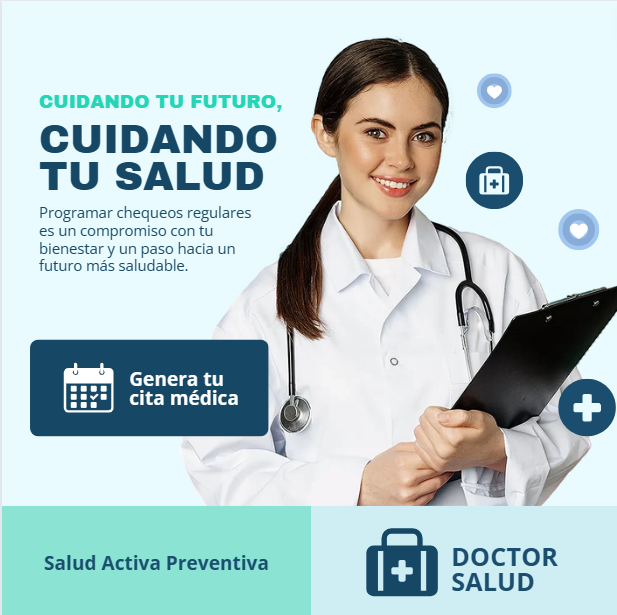 CUIDANDO TU FUTURO,
CUIDANDO
TU SALUD
Programar chequeos regulares
es un compromiso con tu
bienestar y un paso hacia un
futuro más saludable.
Genera tu
cita médica
Salud Activa Preventiva
DOCTOR
SALUD